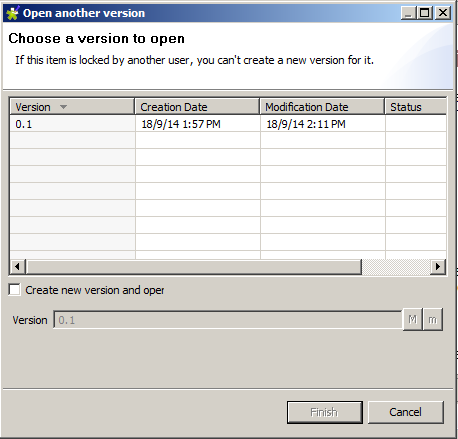 Open another version
Choose a version to open
If this item is locked by another user, you can't create a new version for it.
Version Creation Date Modification Date Status
0.1 18/9/14 1:57 PM 18/9/14 2:11 PM
Create new version and oper
Version 0.1 M m
Finish Cancel